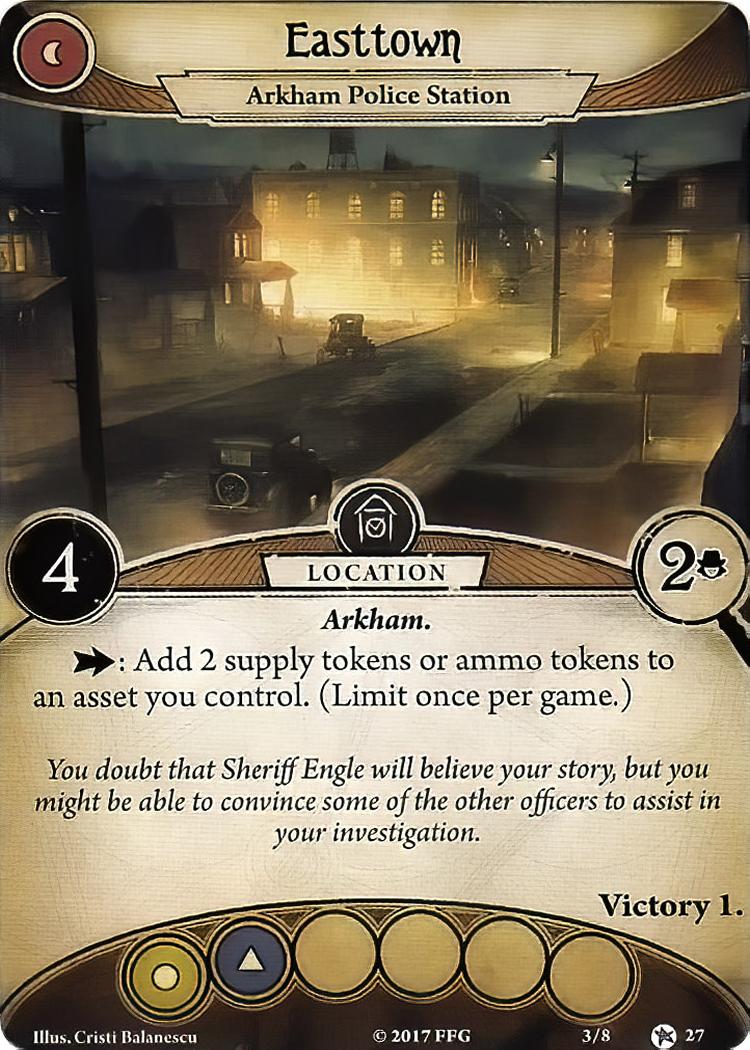 Easttown
Arkham Police Station
4
LOCATION
2
Arkham.
: Add 2 supply tokens or ammo tokens to
an asset you control. (Limit once per game.)
You doubt that Sheriff Engle will believe your story, but you
might be able to convince some of the other officers to assist in
your investigation.
Victory 1.
Illus. Cristi Balanescu © 2017 FFG 3/8 27